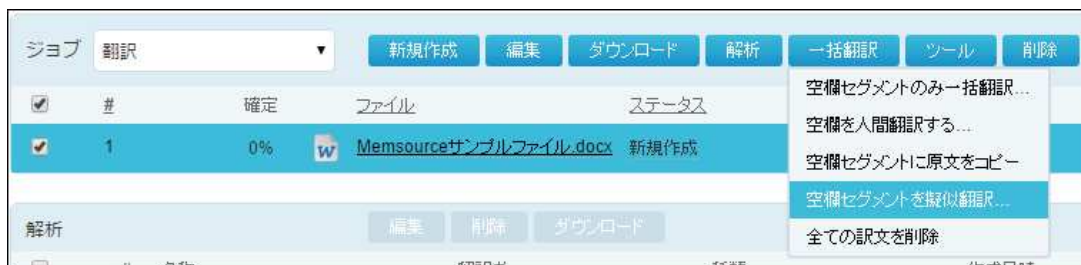 ジョブ 翻訳 新規作成 編集 ダウンロード 解析 一括翻訳 ツール 削除
# 確定 ファイル ステータス
1 0% Memsourceサンプルファイル.docx 新規作成
空欄セグメントのみ一括翻訳...
空欄を人間翻訳する...
空欄セグメントに原文をコピー
空欄セグメントを擬似翻訳...
全ての訳文を削除
解析 編集 削除 ダウンロード